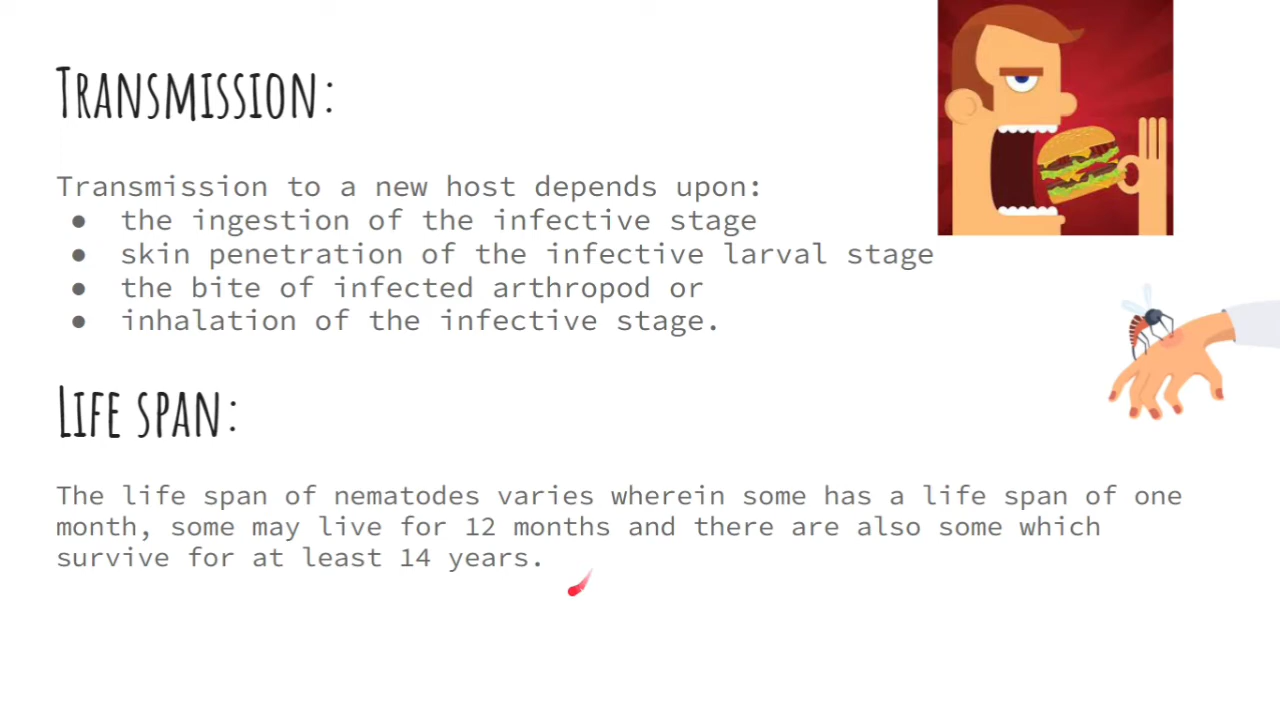 TRANSMISSION:
Transmission to a new host depends upon:
● the ingestion of the infective stage
● skin penetration of the infective larval stage
● the bite of infected arthropod or
● inhalation of the infective stage.
LIFE SPAN:
The life span of nematodes varies wherein some has a life span of one
month, some may live for 12 months and there are also some which
survive for at least 14 years.